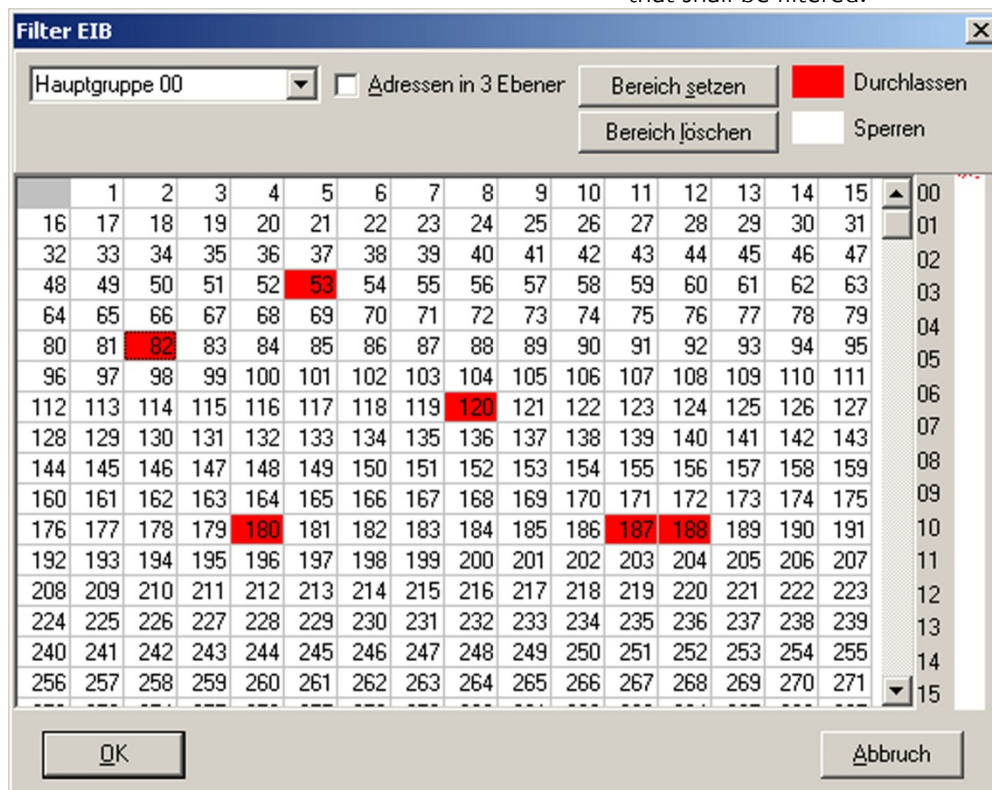 that shall be filtered.
Filter EIB
Hauptgruppe 00
Adressen in 3 Ebener
Bereich setzen
Durchlassen
Bereich löschen
Sperren
1 2 3 4 5 6 7 8 9 10 11 12 13 14 15 00
16 17 18 19 20 21 22 23 24 25 26 27 28 29 30 31 01
32 33 34 35 36 37 38 39 40 41 42 43 44 45 46 47 02
48 49 50 51 52 53 54 55 56 57 58 59 60 61 62 63 03
64 65 66 67 68 69 70 71 72 73 74 75 76 77 78 79 04
80 81 82 83 84 85 86 87 88 89 90 91 92 93 94 95 05
96 97 98 99 100 101 102 103 104 105 106 107 108 109 110 111 06
112 113 114 115 116 117 118 119 120 121 122 123 124 125 126 127 07
128 129 130 131 132 133 134 135 136 137 138 139 140 141 142 143 08
144 145 146 147 148 149 150 151 152 153 154 155 156 157 158 159 09
160 161 162 163 164 165 166 167 168 169 170 171 172 173 174 175
176 177 178 179 180 181 182 183 184 185 186 187 188 189 190 191 10
192 193 194 195 196 197 198 199 200 201 202 203 204 205 206 207 11
208 209 210 211 212 213 214 215 216 217 218 219 220 221 222 223 12
224 225 226 227 228 229 230 231 232 233 234 235 236 237 238 239 13
240 241 242 243 244 245 246 247 248 249 250 251 252 253 254 255 14
256 257 258 259 260 261 262 263 264 265 266 267 268 269 270 271 15
OK
Abbruch